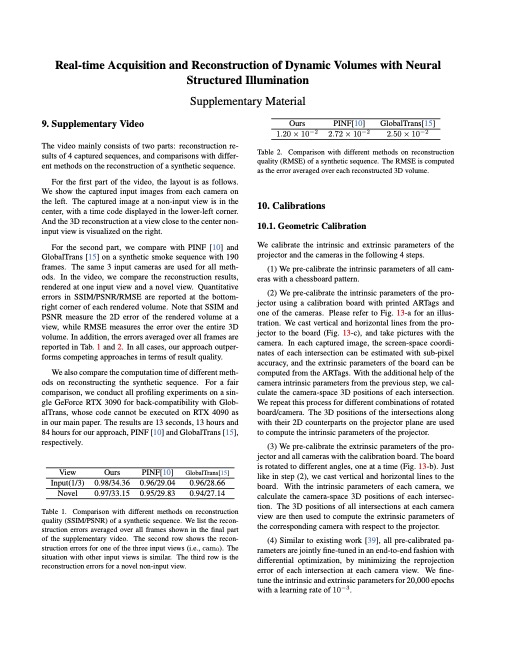 Real-time Acquisition and Reconstruction of Dynamic Volumes with Neural
Structured Illumination
Supplementary Material
9. Supplementary Video
The video mainly consists of two parts: reconstruction re-
sults of 4 captured sequences, and comparisons with differ-
ent methods on the reconstruction of a synthetic sequence.
For the first part of the video, the layout is as follows.
We show the captured input images from each camera on
the left. The captured image at a non-input view is in the
center, with a time code displayed in the lower-left corner.
And the 3D reconstruction at a view close to the center non-
input view is visualized on the right.
For the second part, we compare with PINF [10] and
GlobalTrans [15] on a synthetic smoke sequence with 190
frames. The same 3 input cameras are used for all meth-
ods. In the video, we compare the reconstruction results,
rendered at one input view and a novel view. Quantitative
errors in SSIM/PSNR/RMSE are reported at the bottom-
right corner of each rendered volume. Note that SSIM and
PSNR measure the 2D error of the rendered volume at a
view, while RMSE measures the error over the entire 3D
volume. In addition, the errors averaged over all frames are
reported in Tab. 1 and 2. In all cases, our approach outper-
forms competing approaches in terms of result quality.
We also compare the computation time of different meth-
ods on reconstructing the synthetic sequence. For a fair
comparison, we conduct all profiling experiments on a sin-
gle GeForce RTX 3090 for back-compatibility with Glob-
alTrans, whose code cannot be executed on RTX 4090 as
in our main paper. The results are 13 seconds, 13 hours and
84 hours for our approach, PINF [10] and GlobalTrans [15],
respectively.
View Ours PINF[10] GlobalTrans[15]
Input(1/3) 0.98/34.36 0.96/29.04 0.96/28.66
Novel 0.97/33.15 0.95/29.83 0.94/27.14
Table 1. Comparison with different methods on reconstruction
quality (SSIM/PSNR) of a synthetic sequence. We list the recon-
struction errors averaged over all frames shown in the final part
of the supplementary video. The second row shows the recon-
struction errors for one of the three input views (i.e., cam₀). The
situation with other input views is similar. The third row is the
reconstruction errors for a novel non-input view.
Ours PINF[10] GlobalTrans[15]
1.20 × 10⁻² 2.72 × 10⁻² 2.50 × 10⁻²
Table 2. Comparison with different methods on reconstruction
quality (RMSE) of a synthetic sequence. The RMSE is computed
as the error averaged over each reconstructed 3D volume.
10. Calibrations
10.1. Geometric Calibration
We calibrate the intrinsic and extrinsic parameters of the
projector and the cameras in the following 4 steps.
(1) We pre-calibrate the intrinsic parameters of all cam-
eras with a chessboard pattern.
(2) We pre-calibrate the intrinsic parameters of the pro-
jector using a calibration board with printed ARTags and
one of the cameras. Please refer to Fig. 13-a for an illus-
tration. We cast vertical and horizontal lines from the pro-
jector to the board (Fig. 13-c), and take pictures with the
camera. In each captured image, the screen-space coordi-
nates of each intersection can be estimated with sub-pixel
accuracy, and the extrinsic parameters of the board can be
computed from the ARTags. With the additional help of the
camera intrinsic parameters from the previous step, we cal-
culate the camera-space 3D positions of each intersection.
We repeat this process for different combinations of rotated
board/camera. The 3D positions of the intersections along
with their 2D counterparts on the projector plane are used
to compute the intrinsic parameters of the projector.
(3) We pre-calibrate the extrinsic parameters of the pro-
jector and all cameras with the calibration board. The board
is rotated to different angles, one at a time (Fig. 13-b). Just
like in step (2), we cast vertical and horizontal lines to the
board. With the intrinsic parameters of each camera, we
calculate the camera-space 3D positions of each intersec-
tion. The 3D positions of all intersections at each camera
view are then used to compute the extrinsic parameters of
the corresponding camera with respect to the projector.
(4) Similar to existing work [39], all pre-calibrated pa-
rameters are jointly fine-tuned in an end-to-end fashion with
differential optimization, by minimizing the reprojection
error of each intersection at each camera view. We fine-
tune the intrinsic and extrinsic parameters for 20,000 epochs
with a learning rate of 10⁻³.